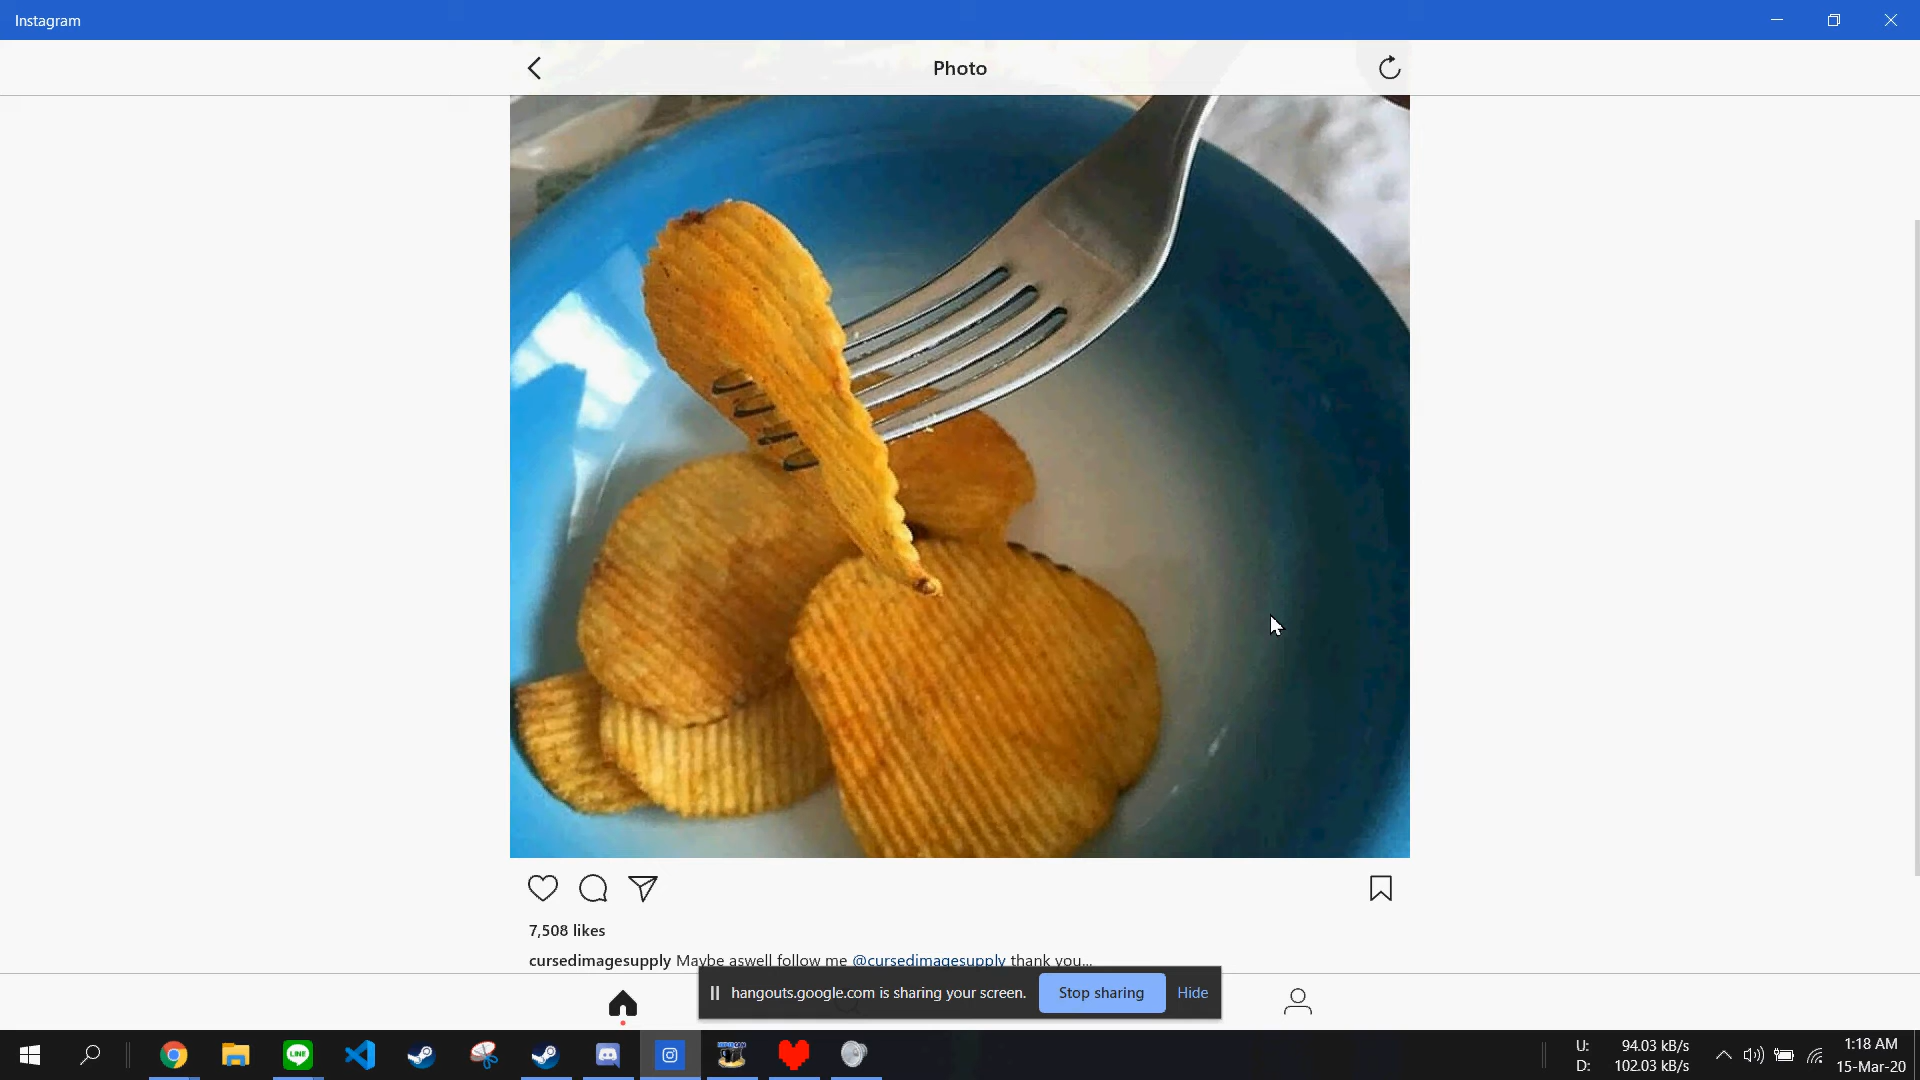 Instagram
Photo
7,508 likes
cursedimagesupply Maybe aswell follow me @cursedimagesupply thank you...
hangouts.google.com is sharing your screen.
Stop sharing
Hide
LINE
U: 94.03 kB/s
D: 102.03 kB/s
1:18 AM
15-Mar-20